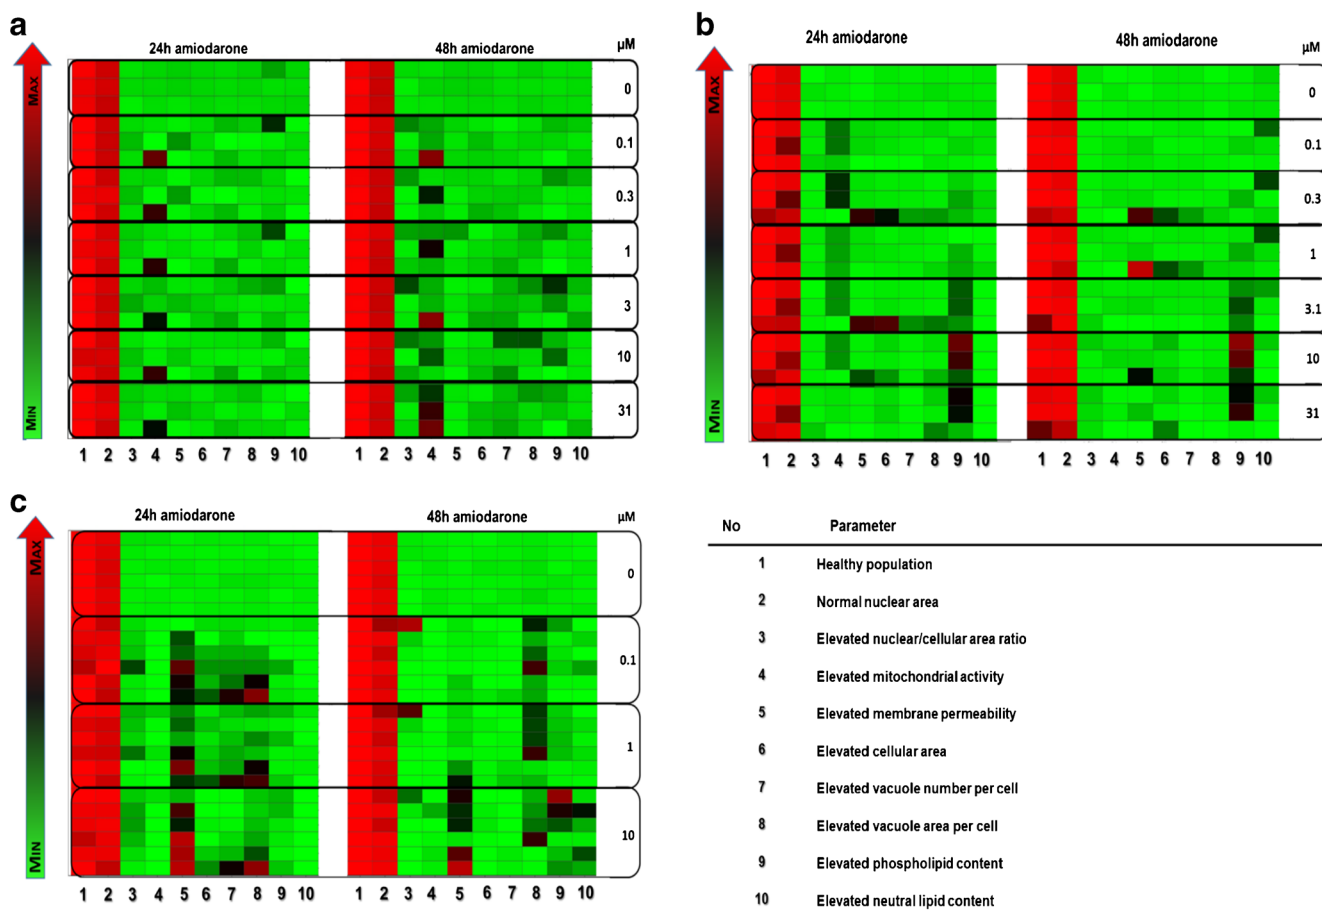 a
24h amiodarone
48h amiodarone
µM
MAX
MIN
0
0.1
0.3
1
3
10
31
1 2 3 4 5 6 7 8 9 10
1 2 3 4 5 6 7 8 9 10
b
24h amiodarone
48h amiodarone
µM
MAX
MIN
0
0.1
0.3
1
3.1
10
31
1 2 3 4 5 6 7 8 9 10
1 2 3 4 5 6 7 8 9 10
c
24h amiodarone
48h amiodarone
µM
MAX
MIN
0
0.1
1
10
1 2 3 4 5 6 7 8 9 10
1 2 3 4 5 6 7 8 9 10
No Parameter
1 Healthy population
2 Normal nuclear area
3 Elevated nuclear/cellular area ratio
4 Elevated mitochondrial activity
5 Elevated membrane permeability
6 Elevated cellular area
7 Elevated vacuole number per cell
8 Elevated vacuole area per cell
9 Elevated phospholipid content
10 Elevated neutral lipid content